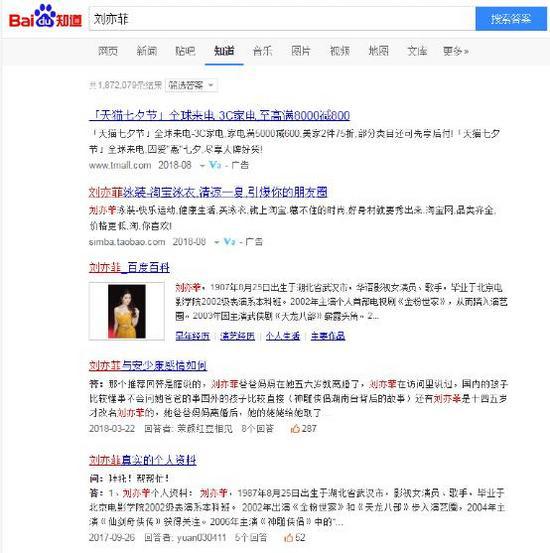 Bai du 知道
刘亦菲
搜索答案
网页 新闻 贴吧 知道 音乐 图片 视频 地图 文库 更多»
共1,872,079条结果 筛选答案
「天猫七夕节」全球来电-3C家电,至高满8000减800
「天猫七夕节」全球来电-3C家电,家电满5000减600,美家2件75折,部分类目还可先享后付!「天猫七夕
节」全球来电,因爱"惠"七夕,尽享大牌好货!
www.tmall.com 2018-08 - 广告
刘亦菲泳装-淘宝泳衣,清凉一夏,引爆你的朋友圈
刘亦菲泳装-快乐运动,健康生活,买泳衣,就上淘宝,藏不住的时尚,好身材就要秀出来,淘宝网,品类齐全,
价格更低,淘,你喜欢!
simba.taobao.com 2018-08 - 广告
刘亦菲_百度百科
刘亦菲，1987年8月25日出生于湖北省武汉市，华语影视女演员、歌手，毕业于北京电
影学院2002级表演系本科班。2002年主演个人首部电视剧《金粉世家》，从而踏入演艺
圈。2003年因主演武侠剧《天龙八部》崭露头角。2...
早年经历 | 演艺经历 | 个人生活 | 主要作品
刘亦菲与安少康感情如何
答：那个推荐回答是瞎说的，刘亦菲爸爸妈妈在她五六岁就离婚了，刘亦菲在访问里说过，国内的孩子
比较懂事不会问她爸爸的事国外的孩子比较直接（神雕侠侣湖南台背后的故事）还有刘亦菲是十四五岁
才改名刘亦菲的，她爸爸妈妈离婚后，她的姥姥给她取了...
2018-03-22 回答者: 茉颜红豆相见 8个回答 287
刘亦菲真实的个人资料
问：拜托！帮帮忙！
答：1、刘亦菲个人资料： 刘亦菲，1987年8月25日出生于湖北省武汉市，影视女演员、歌手，毕业于
北京电影学院2002级表演系本科班。 2002年出演《金粉世家》和《天龙八部》步入演艺圈，2004年主
演《仙剑奇侠传》获得关注。2006年主演《神雕侠侣》中的"...
2017-09-26 回答者: yuan030411 5个回答 52